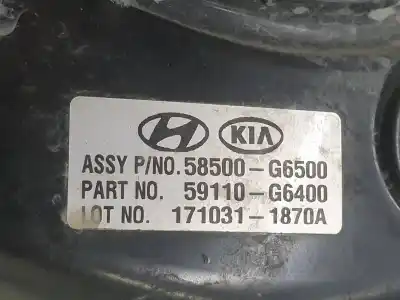 KIA
ASSY P/NO. 58500-G6500
PART NO. 59110-G6400
LOT NO. 171031-1870A